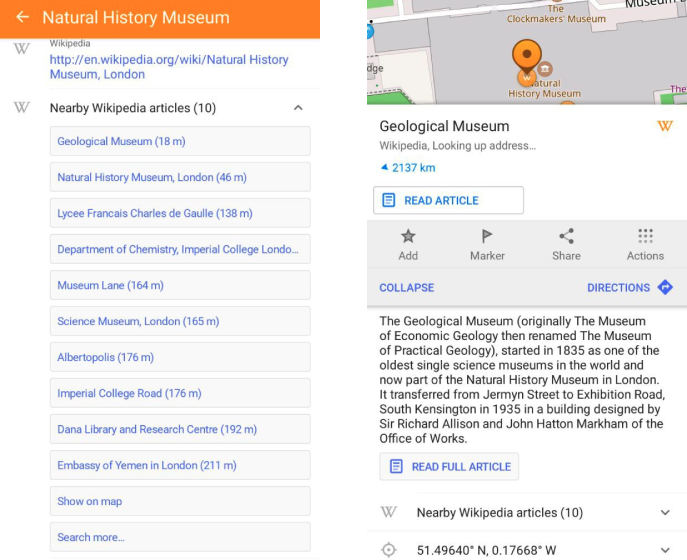 Natural History Museum
Wikipedia
http://en.wikipedia.org/wiki/Natural History
Museum, London
Nearby Wikipedia articles (10)
Geological Museum (18 m)
Natural History Museum, London (46 m)
Lycee Francais Charles de Gaulle (138 m)
Department of Chemistry, Imperial College Londo...
Museum Lane (164 m)
Science Museum, London (165 m)
Albertopolis (176 m)
Imperial College Road (176 m)
Dana Library and Research Centre (192 m)
Embassy of Yemen in London (211 m)
Show on map
Search more...
The
Clockmakers' Museum
dge
Natural
History Museum
The
Geological Museum
Wikipedia, Looking up address...
2137 km
READ ARTICLE
Add
Marker
Share
Actions
COLLAPSE
DIRECTIONS
The Geological Museum (originally The Museum
of Economic Geology then renamed The Museum
of Practical Geology), started in 1835 as one of the
oldest single science museums in the world and
now part of the Natural History Museum in London.
It transferred from Jermyn Street to Exhibition Road,
South Kensington in 1935 in a building designed by
Sir Richard Allison and John Hatton Markham of the
Office of Works.
READ FULL ARTICLE
Nearby Wikipedia articles (10)
51.49640° N, 0.17668° W